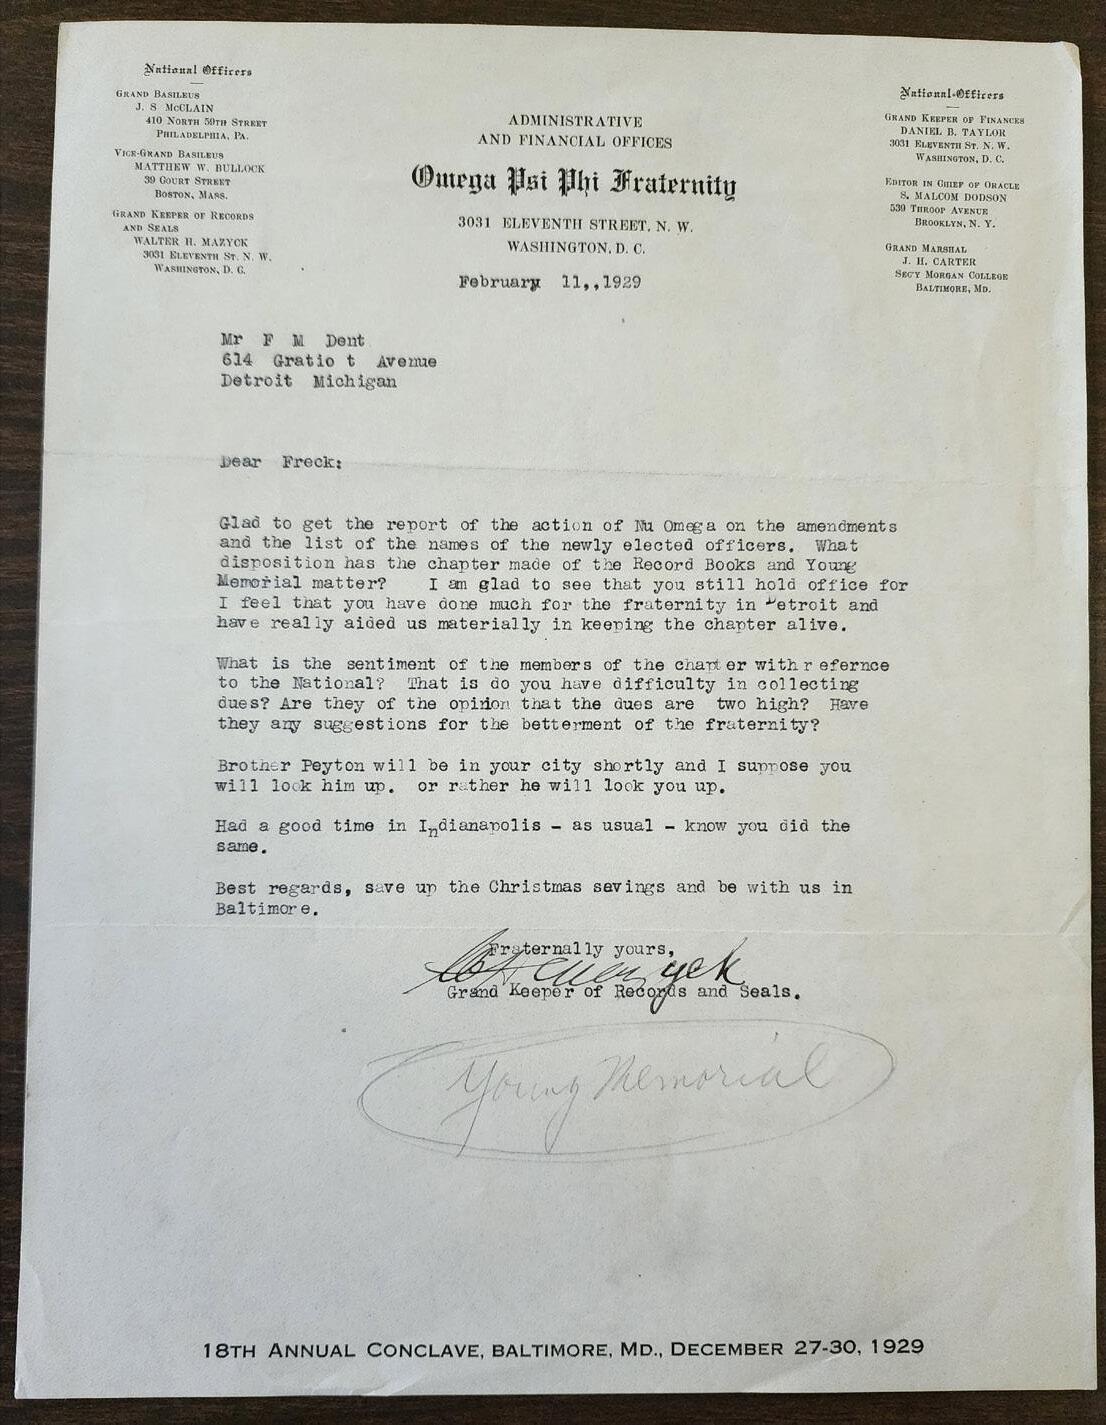 National Officers
GRAND BASILEUS
J. S McCLAIN
410 NORTH 59TH STREET
PHILADELPHIA, PA.
VICE-GRAND BASILEUS
MATTHEW W. BULLOCK
39 COURT STREET
BOSTON, MASS.
GRAND KEEPER OF RECORDS
AND SEALS
WALTER H. MAZYCK
3031 ELEVENTH ST. N. W.
WASHINGTON, D. C.
ADMINISTRATIVE
AND FINANCIAL OFFICES
Omega Psi Phi Fraternity
3031 ELEVENTH STREET, N. W.
WASHINGTON, D. C.
National Officers
GRAND KEEPER OF FINANCES
DANIEL B. TAYLOR
3031 ELEVENTH ST. N. W.
WASHINGTON, D. C.
EDITOR IN CHIEF OF ORACLE
S. MALCOM DODSON
539 THROOP AVENUE
BROOKLYN, N. Y.
GRAND MARSHAL
J. H. CARTER
SEC'Y MORGAN COLLEGE
BALTIMORE, MD.
February 11,,1929
Mr F M Dent
614 Gratio t Avenue
Detroit Michigan
Dear Freck:
Glad to get the report of the action of Nu Omega on the amendments
and the list of the names of the newly elected officers. What
disposition has the chapter made of the Record Books and Young
Memorial matter? I am glad to see that you still hold office for
I feel that you have done much for the fraternity in Detroit and
have really aided us materially in keeping the chapter alive.
What is the sentiment of the members of the chapter with r efernce
to the National? That is do you have difficulty in collecting
dues? Are they of the opinion that the dues are two high? Have
they any suggestions for the betterment of the fraternity?
Brother Peyton will be in your city shortly and I suppose you
will look him up. or rather he will look you up.
Had a good time in Indianapolis - as usual - know you did the
same.
Best regards, save up the Christmas savings and be with us in
Baltimore.
Fraternally yours,
Grand Keeper of Records and Seals.
Young Memorial
18TH ANNUAL CONCLAVE, BALTIMORE, MD., DECEMBER 27-30, 1929